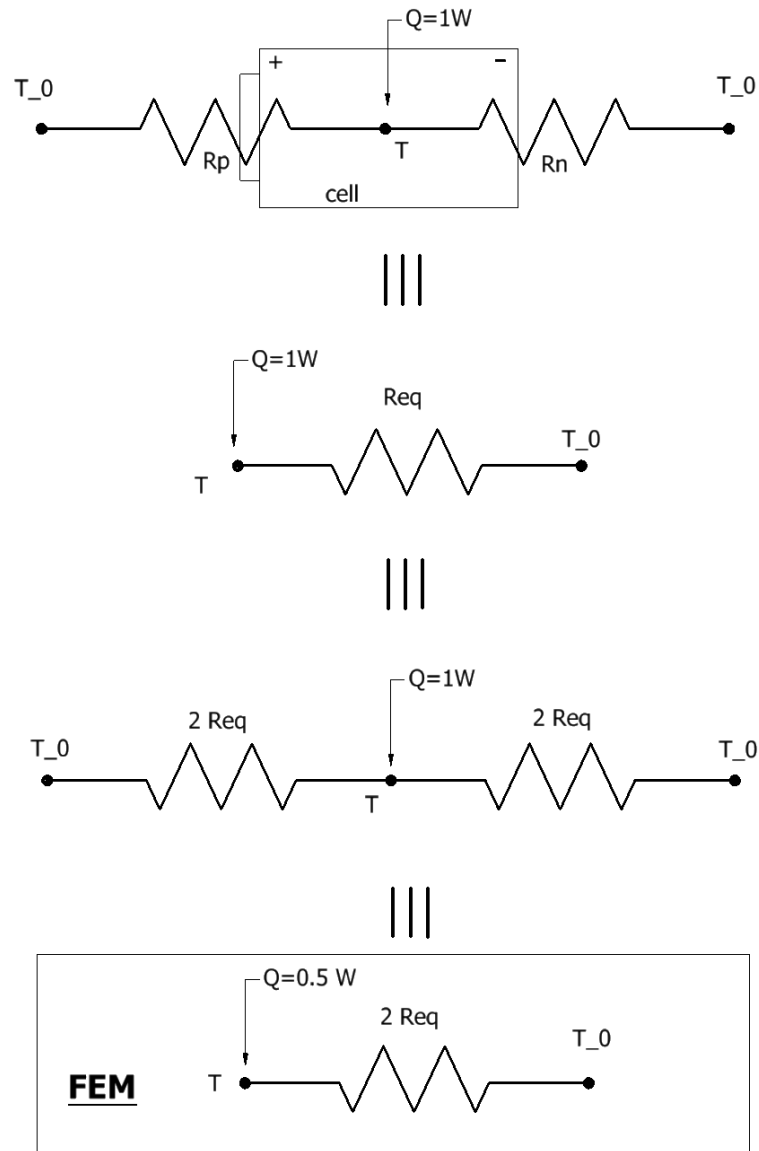 Q=1W
+
−
T_0
T_0
Rp
T
Rn
cell
Q=1W
Req
T_0
T
Q=1W
2 Req
2 Req
T_0
T_0
T
Q=0.5 W
2 Req
T_0
T
FEM